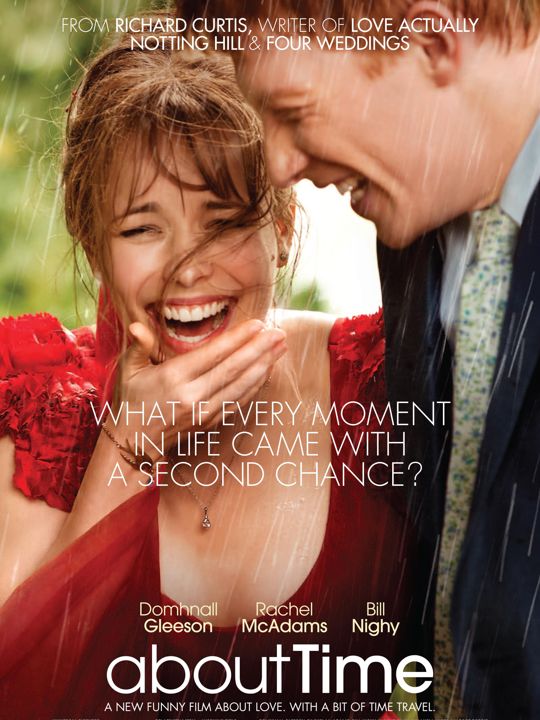 FROM RICHARD CURTIS, WRITER OF LOVE ACTUALLY
NOTTING HILL & FOUR WEDDINGS
WHAT IF EVERY MOMENT
IN LIFE CAME WITH
A SECOND CHANCE?
Domhnall Rachel Bill
Gleeson McAdams Nighy
aboutTime
A NEW FUNNY FILM ABOUT LOVE. WITH A BIT OF TIME TRAVEL.